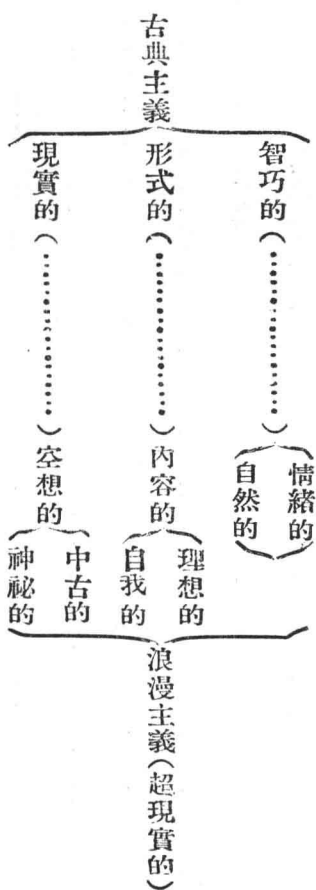 古典主義
智巧的(………………)情緒的
自然的
形式的(………………)內容的 理想的
自我的
現實的(………………)空想的 中古的
神祕的
浪漫主義(超現實的)